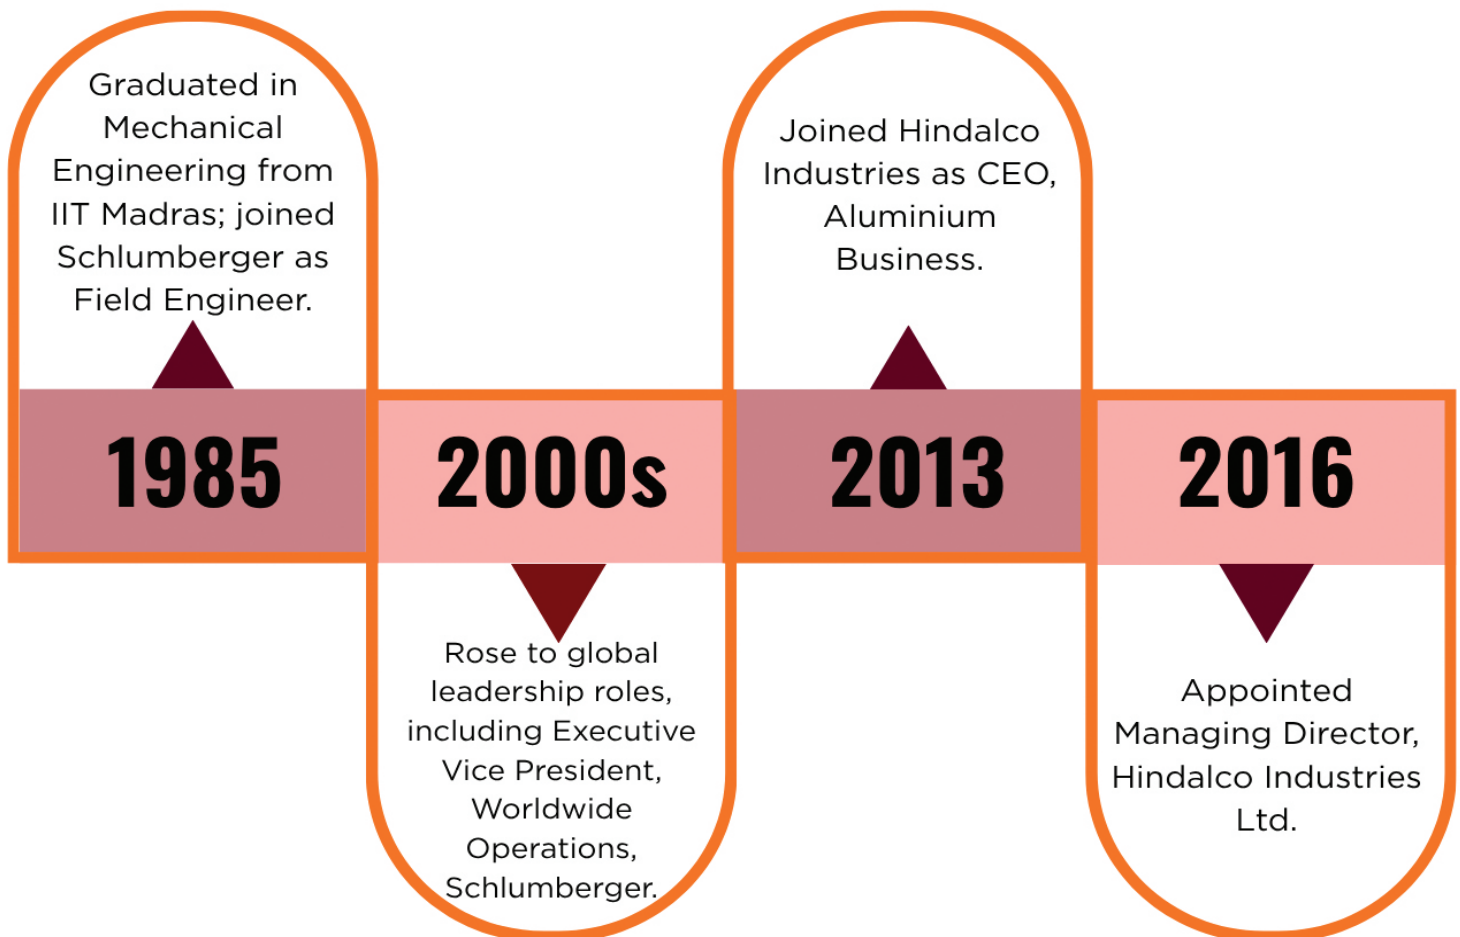 Graduated in
Mechanical
Engineering from
IIT Madras; joined
Schlumberger as
Field Engineer.
1985
2000s
Rose to global
leadership roles,
including Executive
Vice President,
Worldwide
Operations,
Schlumberger.
Joined Hindalco
Industries as CEO,
Aluminium
Business.
2013
2016
Appointed
Managing Director,
Hindalco Industries
Ltd.